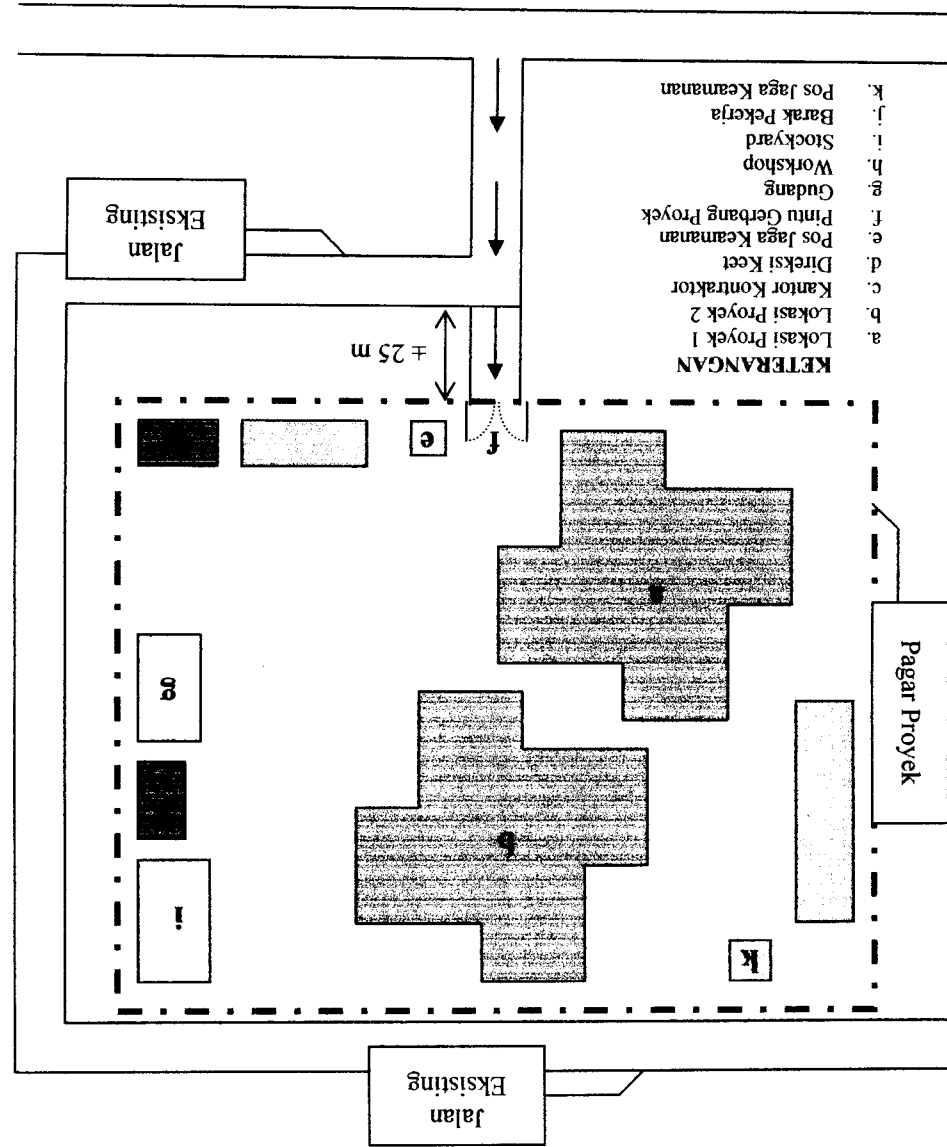 Jalan
Eksisting
k
b
Pagar Proyek
a
g
f
e
± 25 m
KETERANGAN
a. Lokasi Proyek 1
b. Lokasi Proyek 2
c. Kantor Kontraktor
d. Direksi Keet
e. Pos Jaga Keamanan
f. Pintu Gerbang Proyek
g. Gudang
h. Workshop
i. Stockyard
j. Barak Pekerja
k. Pos Jaga Keamanan
Jalan
Eksisting